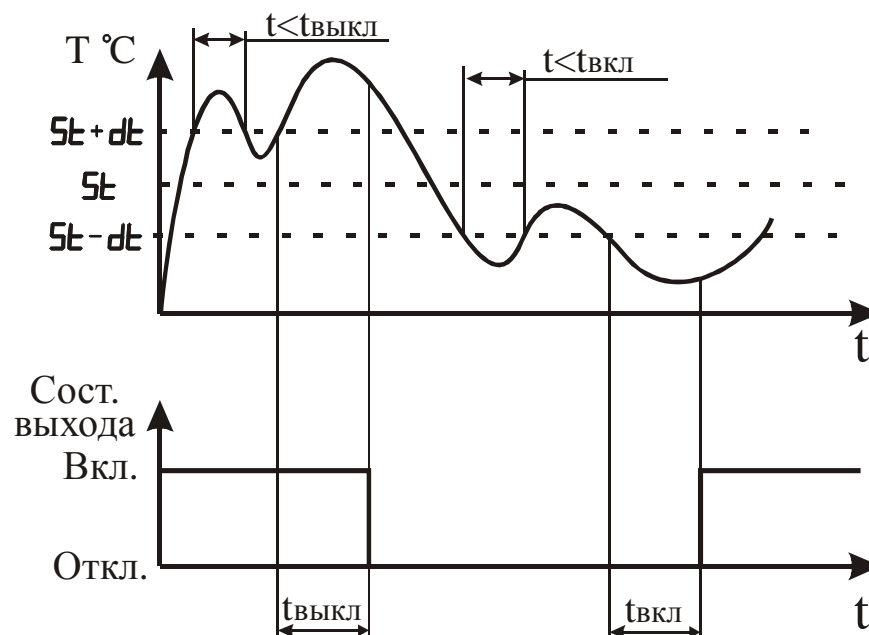 t<tвыкл
T °C
t<tвкл
St+dt
St
St-dt
t
Сост.
выхода
Вкл.
Откл.
tвыкл
tвкл
t